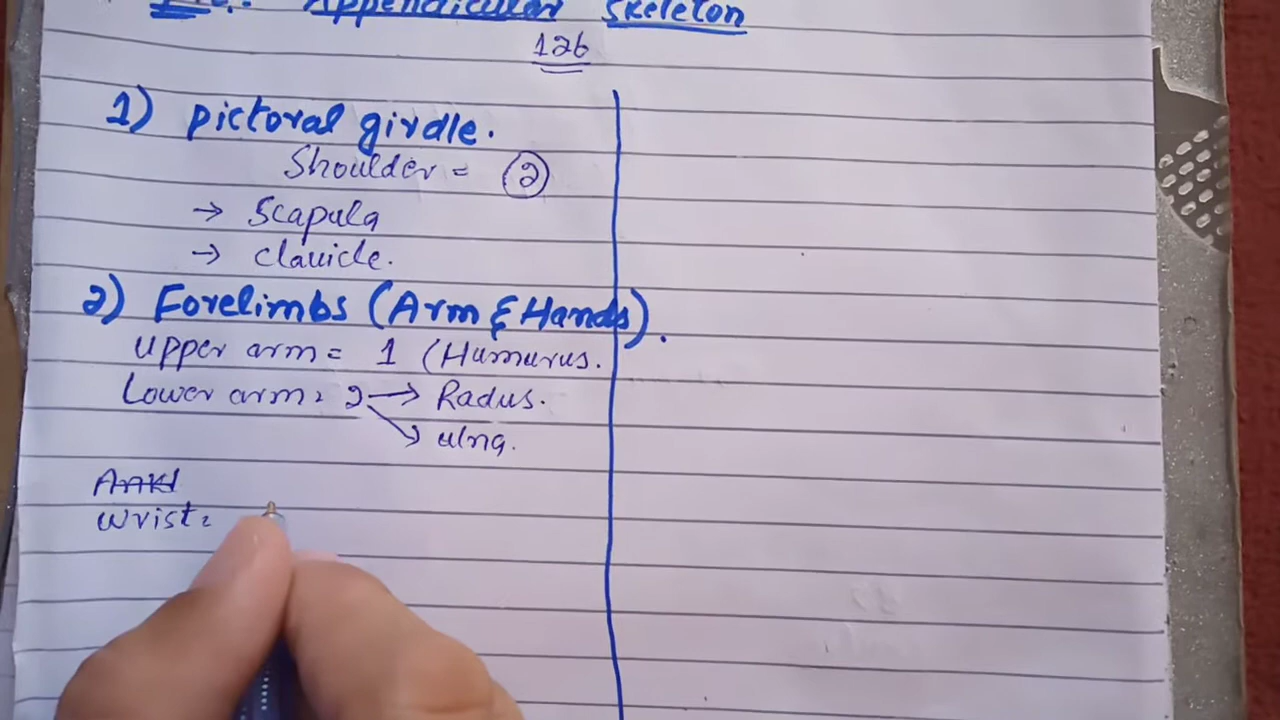 Appendicular Skeleton
126
1) Pictoral girdle.
Shoulder = 2
→ Scapula
→ Clavicle.
2) Forelimbs (Arm & Hands).
Upper arm = 1 (Humurus.
Lower arm = 2 → Radus.
→ ulna.
Wrist =